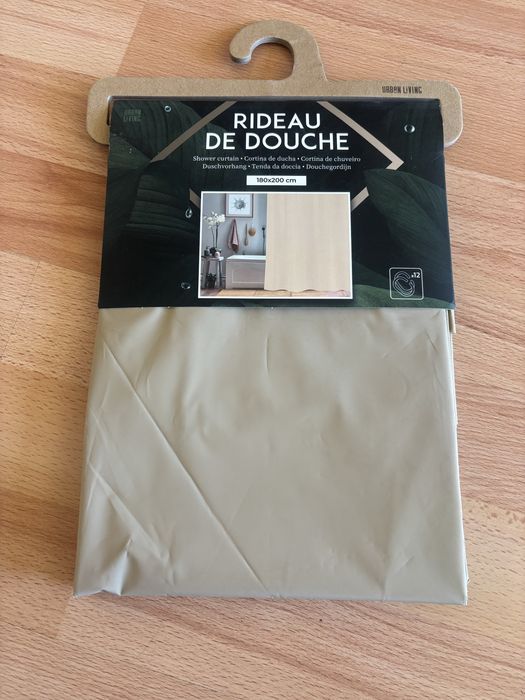 URBAN LIVING
URBAN
LIVING
RIDEAU
DE DOUCHE
Shower curtain • Cortina de ducha • Cortina de chuveiro
Duschvorhang • Tenda da doccia • Douchegordijn
180x200 cm
x12